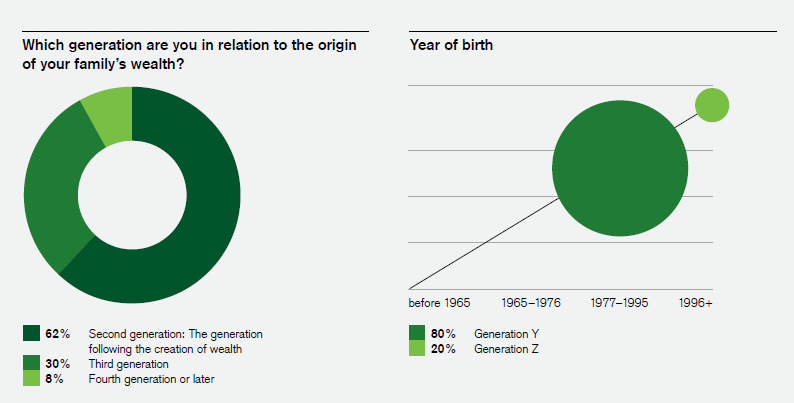 Which generation are you in relation to the origin
of your family’s wealth?
62% Second generation: The generation
following the creation of wealth
30% Third generation
8% Fourth generation or later
Year of birth
before 1965 1965–1976 1977–1995 1996+
80% Generation Y
20% Generation Z